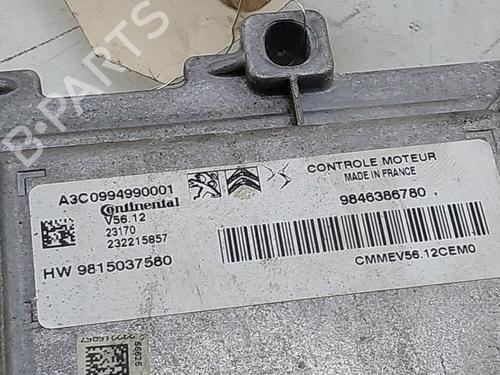 B-PARTS
A3C0994990001
Continental
V56.12
23170
232215857
HW 9815037580
CONTROLE MOTEUR
MADE IN FRANCE
9846386780
CMMEV56.12CEM0